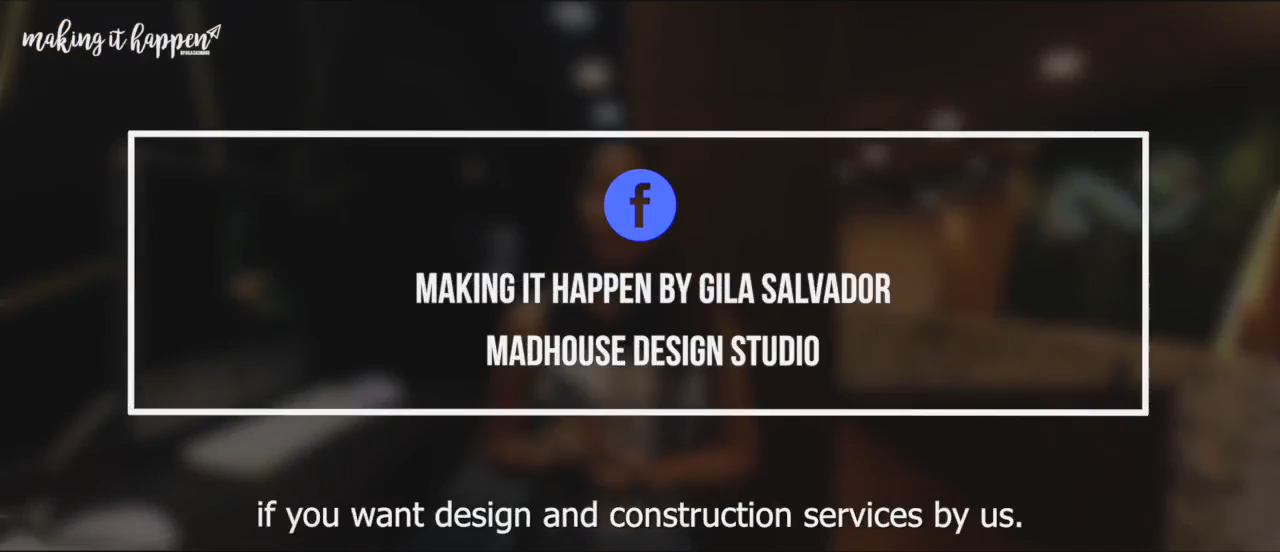 making it happen
MAKING IT HAPPEN BY GILA SALVADOR
MADHOUSE DESIGN STUDIO
if you want design and construction services by us.